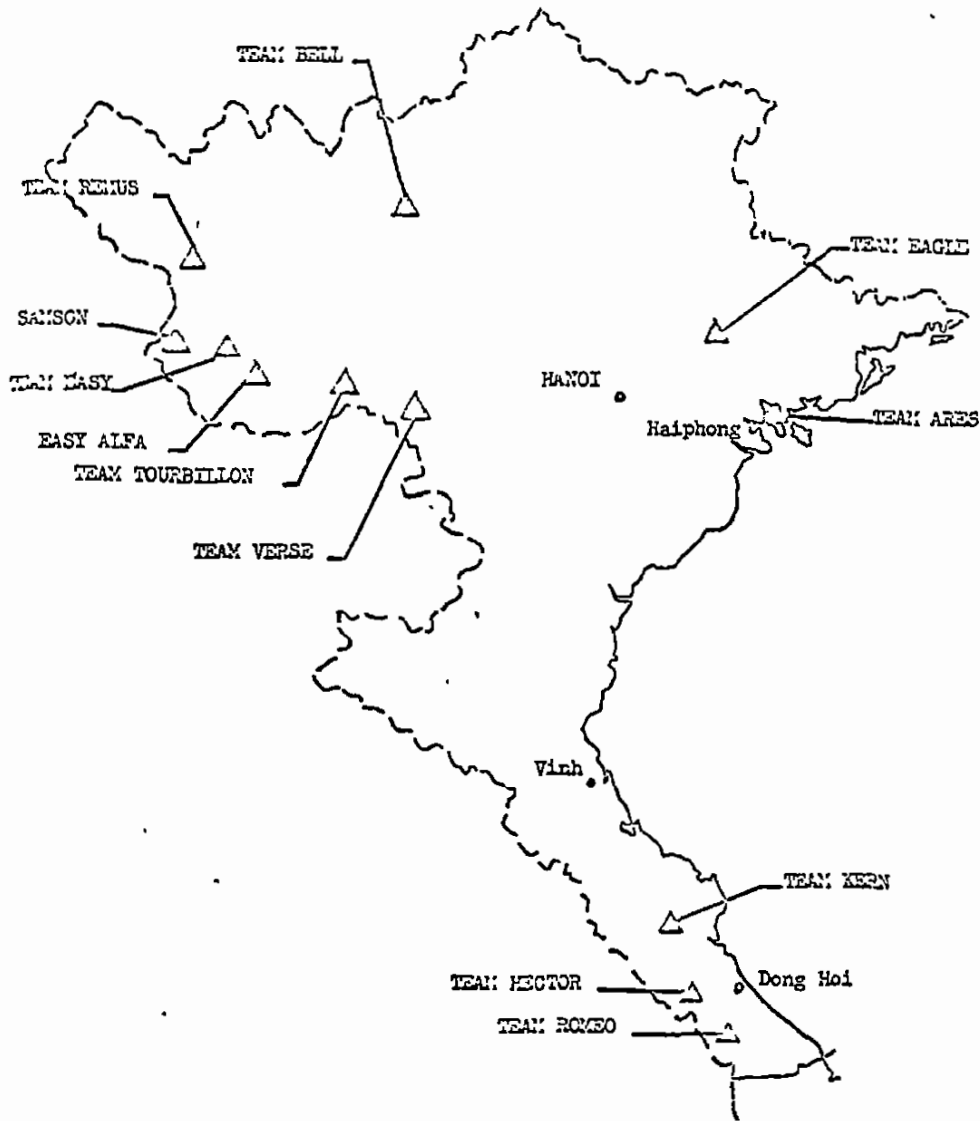 TEAM BELL
TEAM REMUS
TEAM EAGLE
SAMSON
TEAM EASY
HANOI
TEAM ARES
Haiphong
EASY ALFA
TEAM TOURBILLON
TEAM VERSE
Vinh
TEAM KERN
TEAM HECTOR
Dong Hoi
TEAM ROMEO